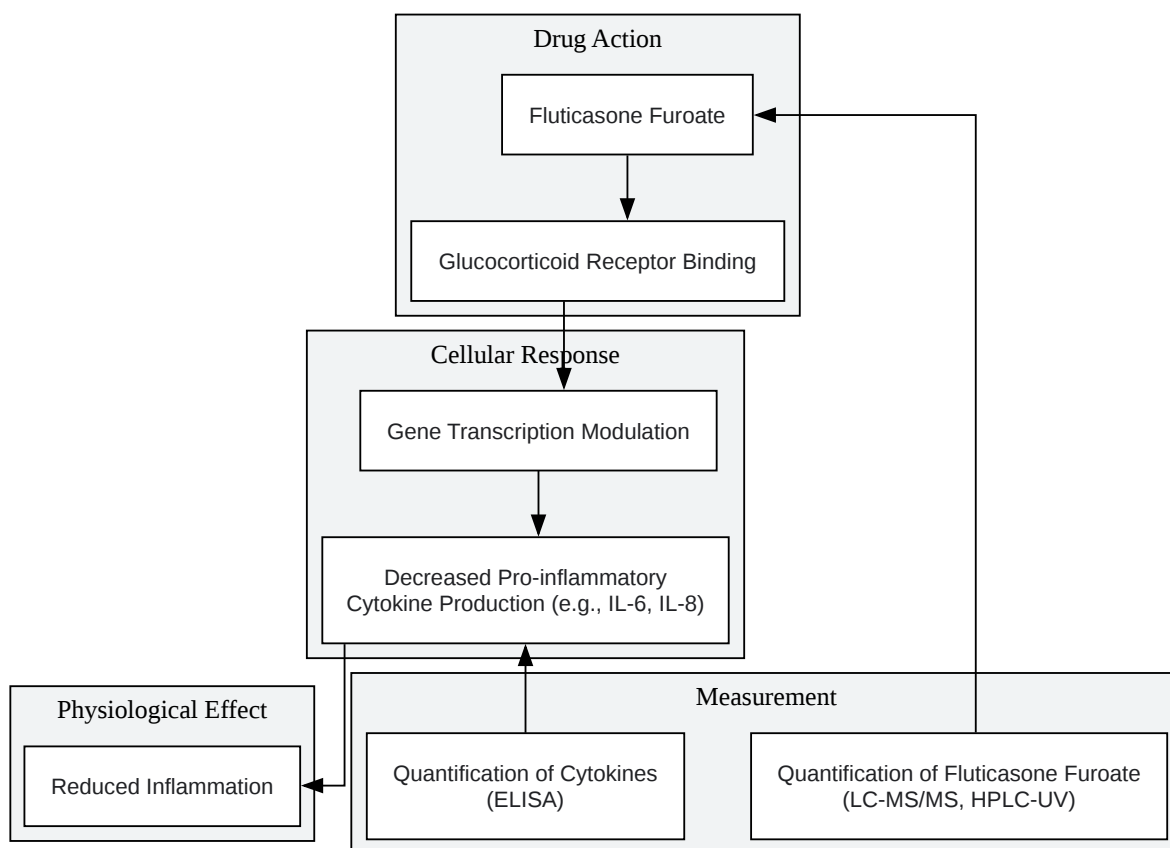 Drug Action
Fluticasone Furoate
Glucocorticoid Receptor Binding
Cellular Response
Gene Transcription Modulation
Decreased Pro-inflammatory
Cytokine Production (e.g., IL-6, IL-8)
Physiological Effect
Reduced Inflammation
Measurement
Quantification of Cytokines
(ELISA)
Quantification of Fluticasone Furoate
(LC-MS/MS, HPLC-UV)